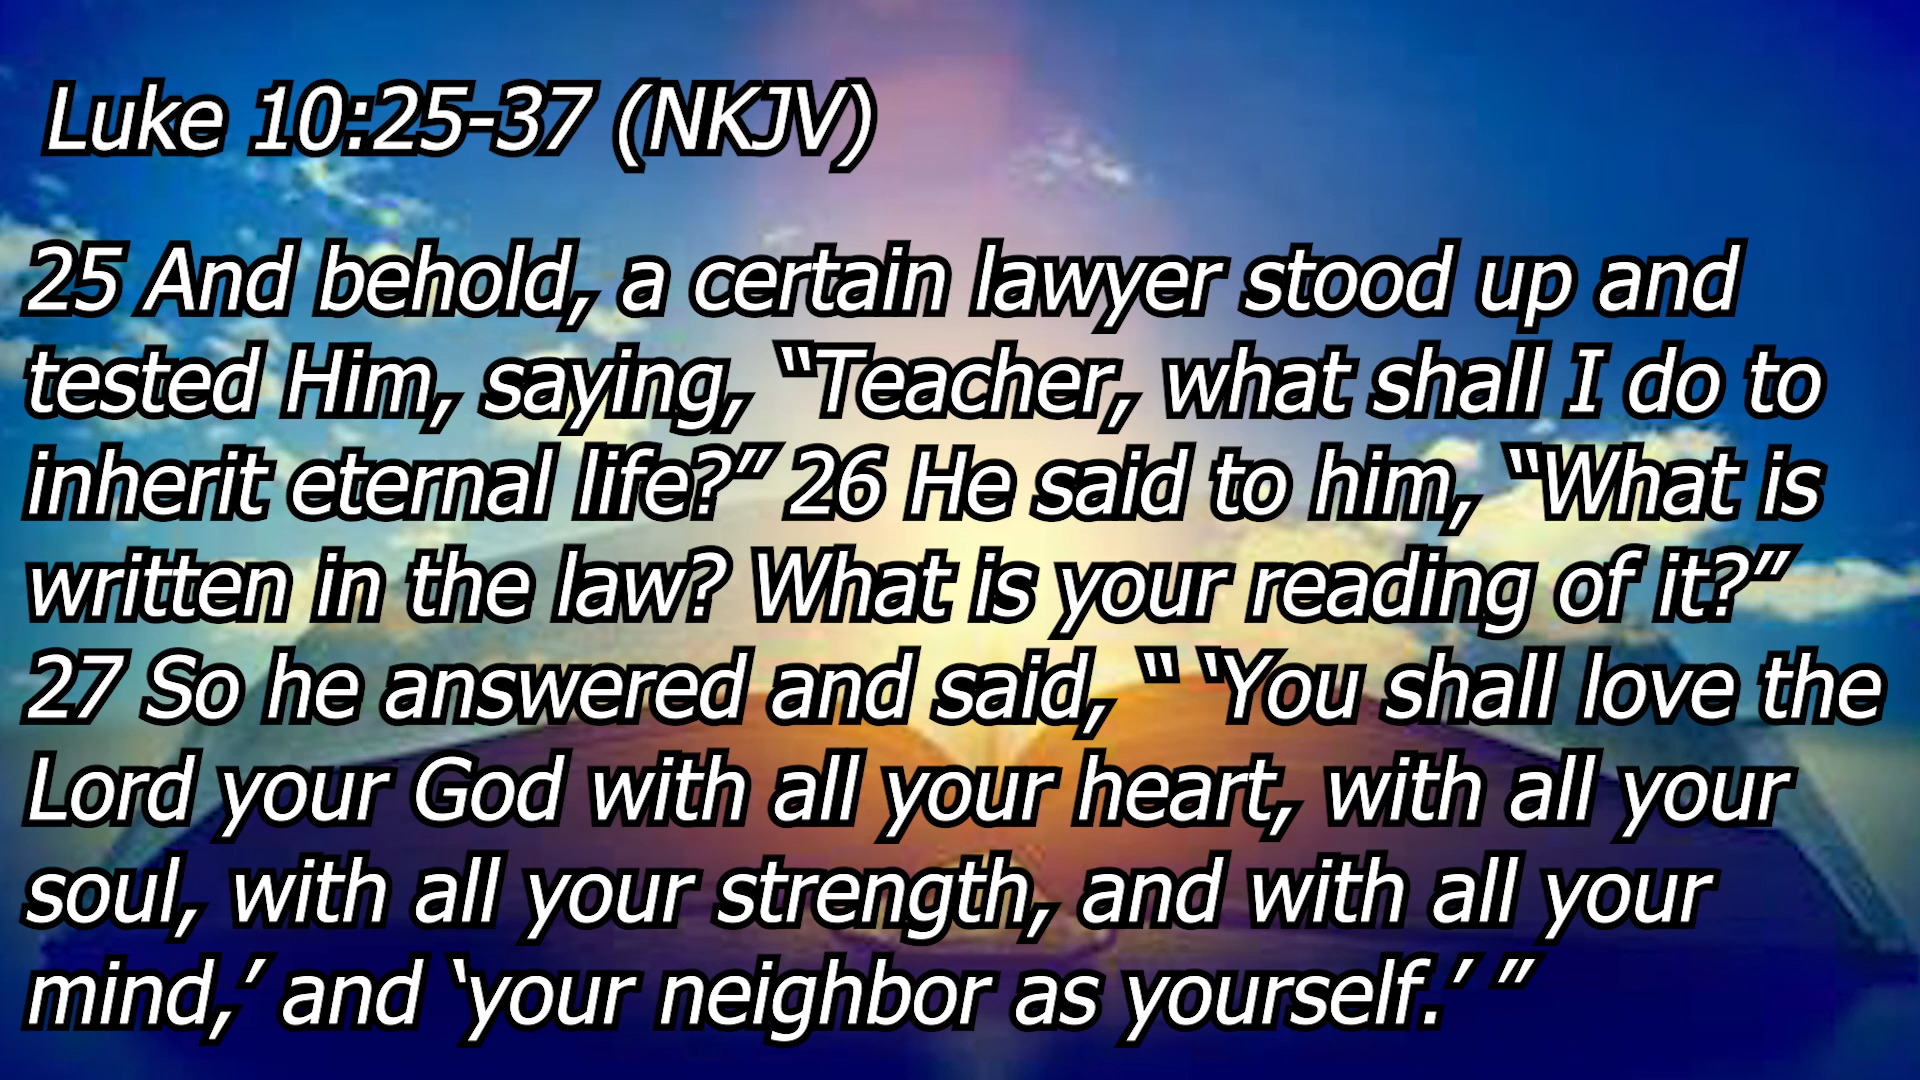 Luke 10:25-37 (NKJV)
25 And behold, a certain lawyer stood up and
tested Him, saying, “Teacher, what shall I do to
inherit eternal life?” 26 He said to him, “What is
written in the law? What is your reading of it?”
27 So he answered and said, “ ‘You shall love the
Lord your God with all your heart, with all your
soul, with all your strength, and with all your
mind,’ and ‘your neighbor as yourself.’ ”